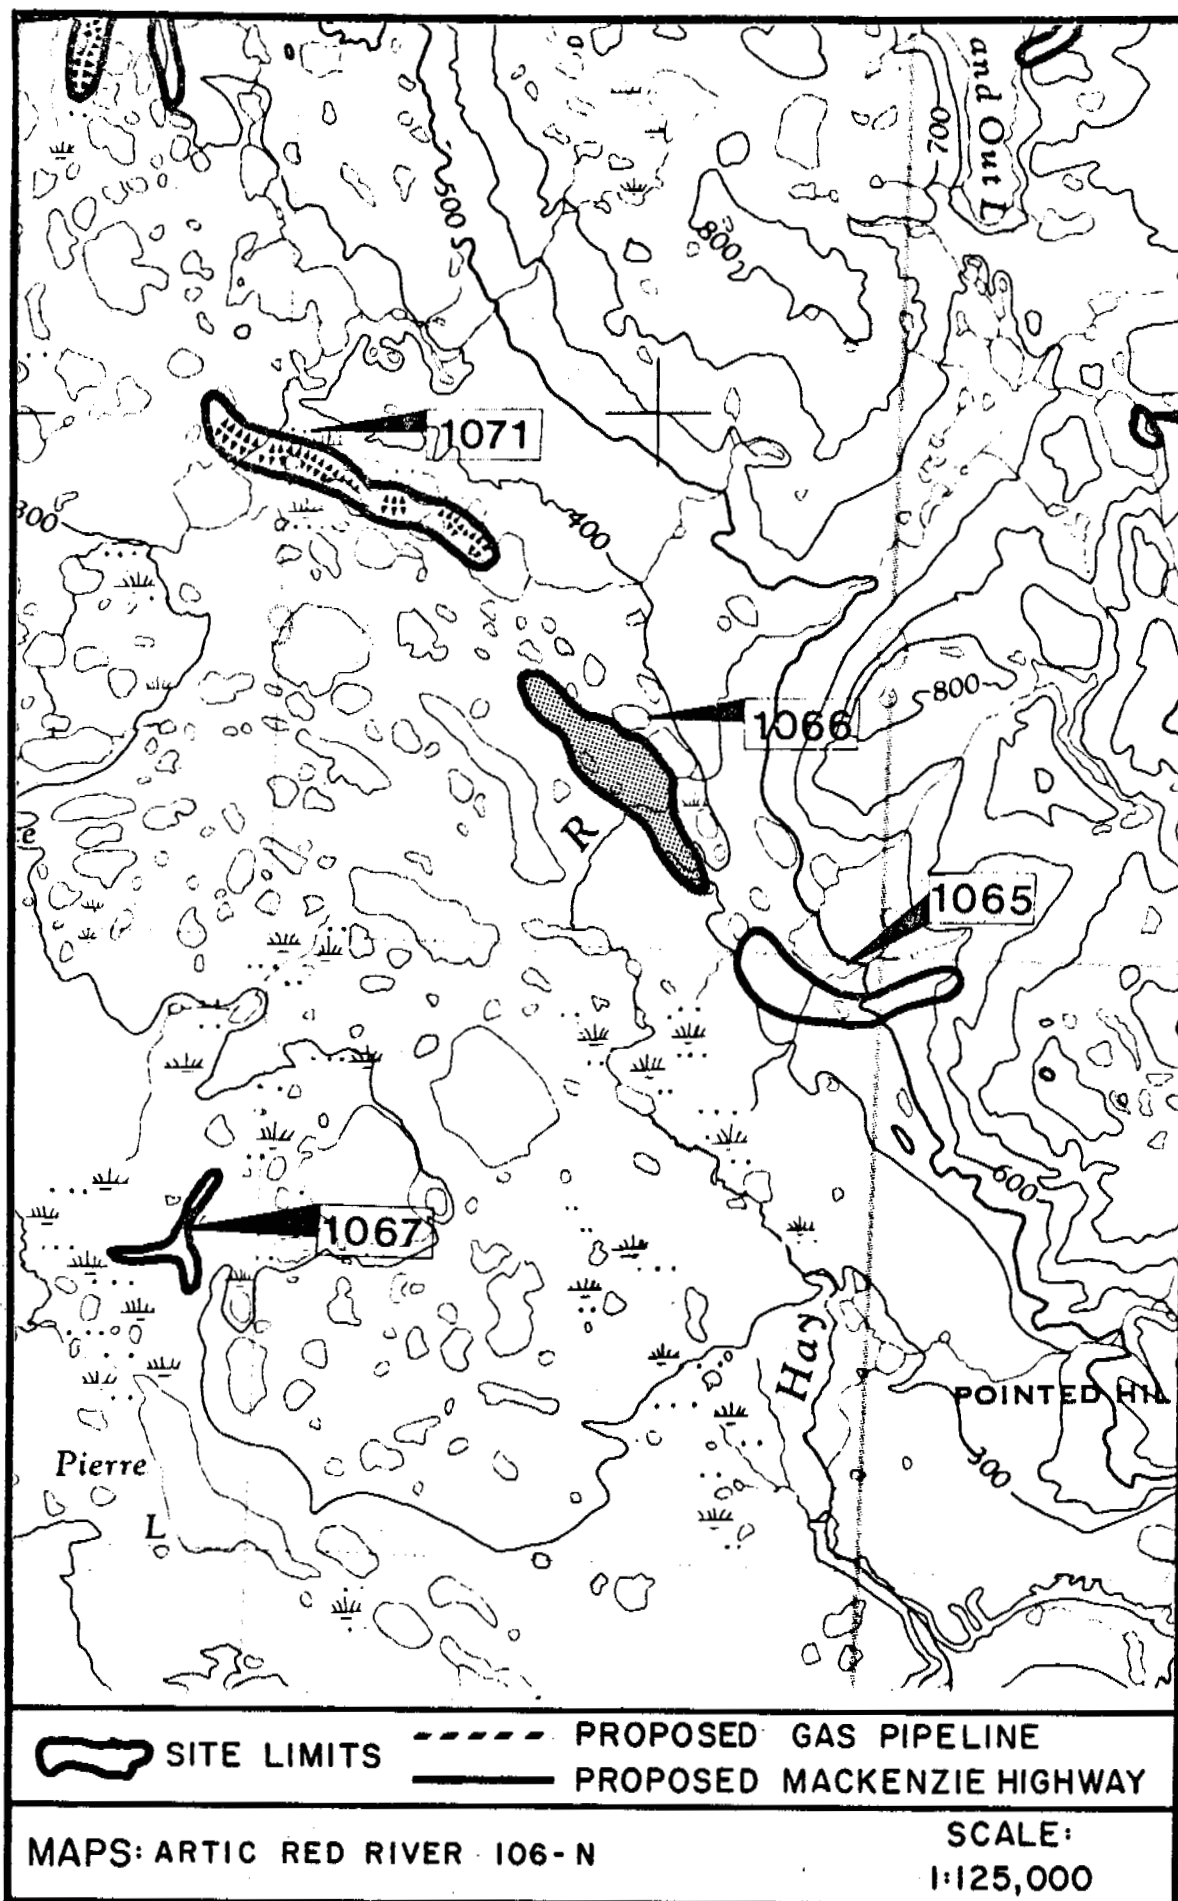 and Out L
700
500
800
1071
300
400
800
1066
e
R
1065
600
1067
Hay
POINTED HIL
300
Pierre
L
SITE LIMITS
PROPOSED GAS PIPELINE
PROPOSED MACKENZIE HIGHWAY
MAPS: ARTIC RED RIVER 106-N
SCALE:
1:125,000